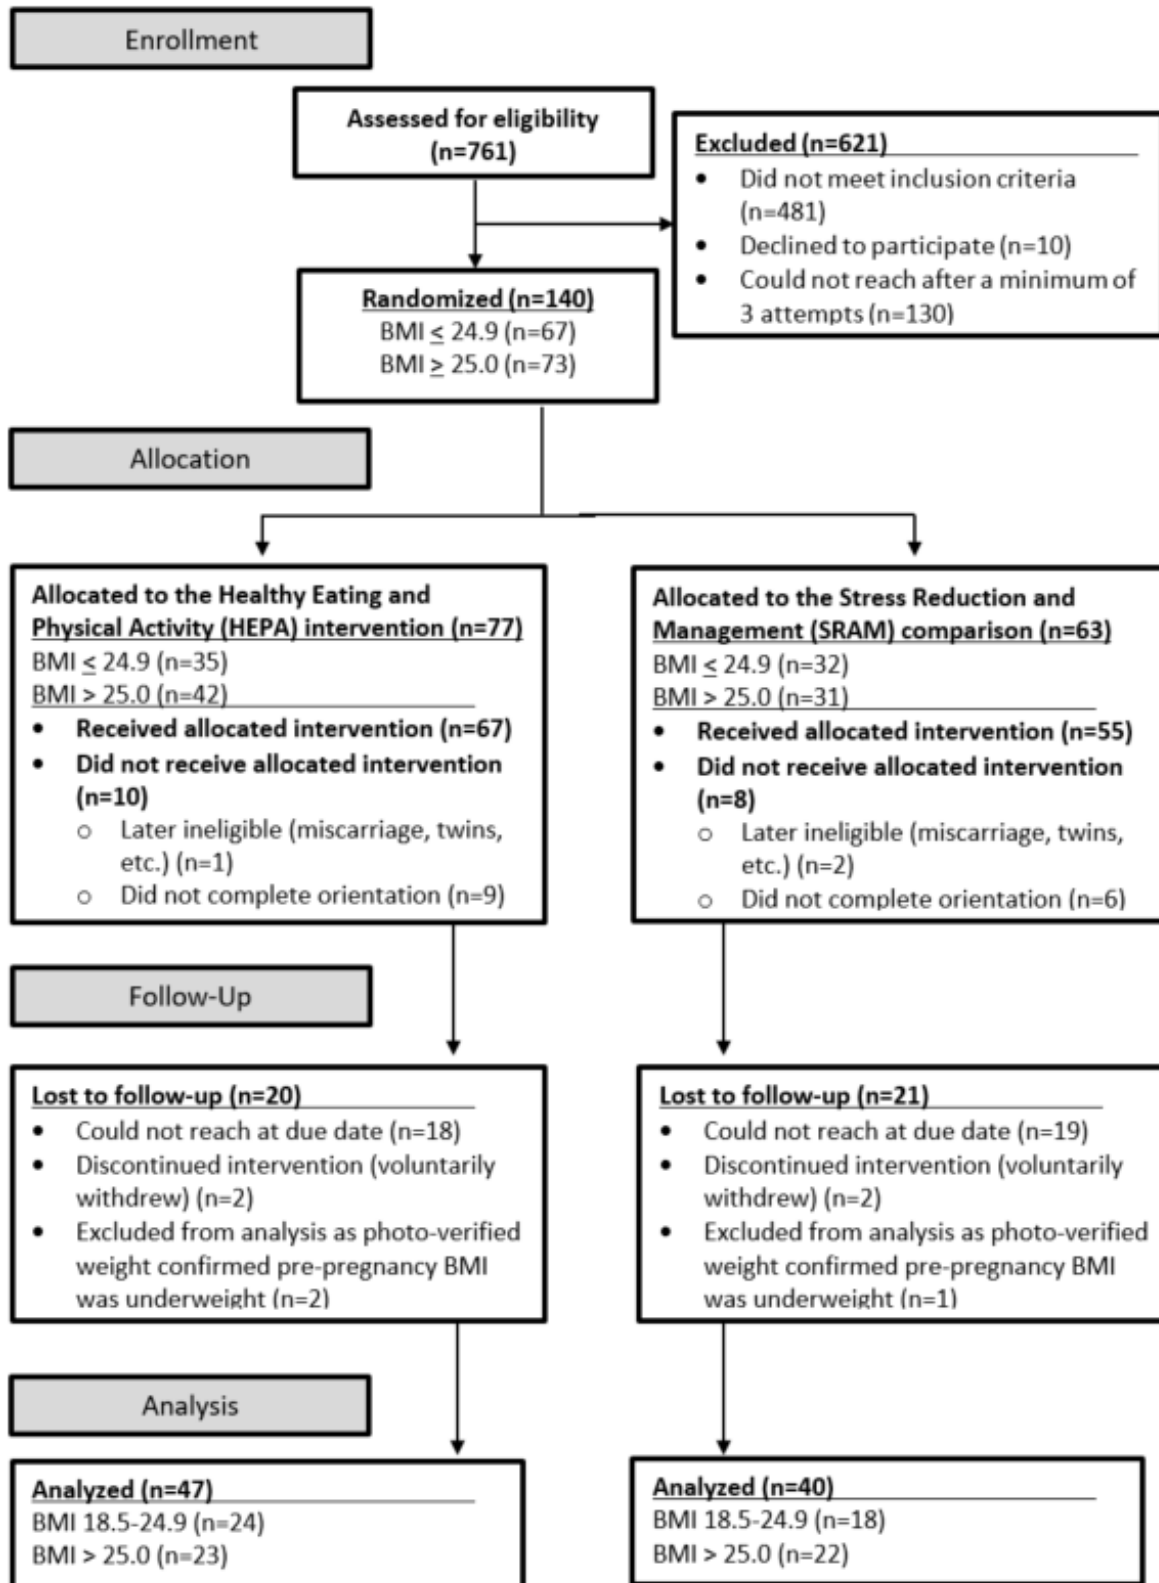 Enrollment
Assessed for eligibility
(n=761)
Excluded (n=621)
• Did not meet inclusion criteria
(n=481)
• Declined to participate (n=10)
• Could not reach after a minimum of
3 attempts (n=130)
Randomized (n=140)
BMI ≤ 24.9 (n=67)
BMI ≥ 25.0 (n=73)
Allocation
Allocated to the Healthy Eating and
Physical Activity (HEPA) intervention (n=77)
BMI ≤ 24.9 (n=35)
BMI > 25.0 (n=42)
• Received allocated intervention (n=67)
• Did not receive allocated intervention
(n=10)
o Later ineligible (miscarriage, twins,
etc.) (n=1)
o Did not complete orientation (n=9)
Allocated to the Stress Reduction and
Management (SRAM) comparison (n=63)
BMI ≤ 24.9 (n=32)
BMI > 25.0 (n=31)
• Received allocated intervention (n=55)
• Did not receive allocated intervention
(n=8)
o Later ineligible (miscarriage, twins,
etc.) (n=2)
o Did not complete orientation (n=6)
Follow-Up
Lost to follow-up (n=20)
• Could not reach at due date (n=18)
• Discontinued intervention (voluntarily
withdrew) (n=2)
• Excluded from analysis as photo-verified
weight confirmed pre-pregnancy BMI
was underweight (n=2)
Lost to follow-up (n=21)
• Could not reach at due date (n=19)
• Discontinued intervention (voluntarily
withdrew) (n=2)
• Excluded from analysis as photo-verified
weight confirmed pre-pregnancy BMI
was underweight (n=1)
Analysis
Analyzed (n=47)
BMI 18.5-24.9 (n=24)
BMI > 25.0 (n=23)
Analyzed (n=40)
BMI 18.5-24.9 (n=18)
BMI > 25.0 (n=22)